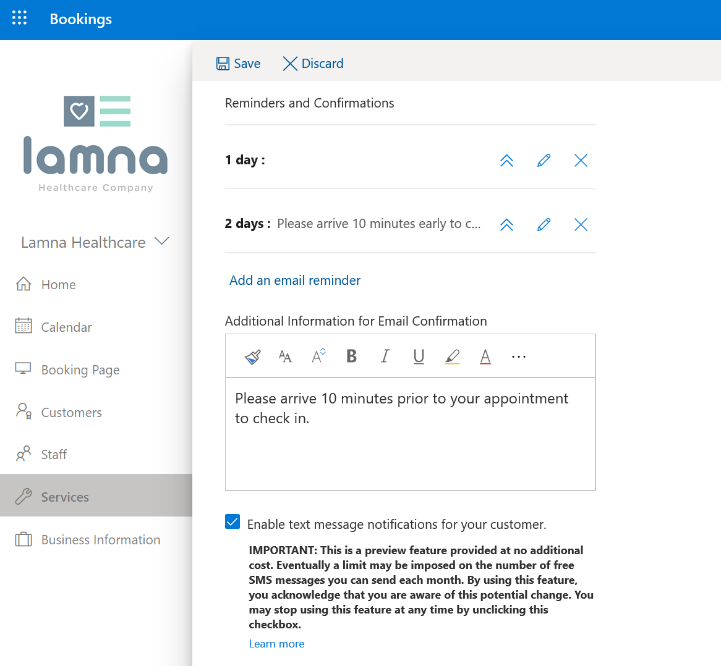 Bookings
Save
Discard
lamna
Healthcare Company
Lamna Healthcare
Home
Calendar
Booking Page
Customers
Staff
Services
Business Information
Reminders and Confirmations
1 day :
2 days : Please arrive 10 minutes early to c...
Add an email reminder
Additional Information for Email Confirmation
AA A B I U A ...
Please arrive 10 minutes prior to your appointment
to check in.
Enable text message notifications for your customer.
IMPORTANT: This is a preview feature provided at no additional
cost. Eventually a limit may be imposed on the number of free
SMS messages you can send each month. By using this feature,
you acknowledge that you are aware of this potential change. You
may stop using this feature at any time by unclicking this
checkbox.
Learn more